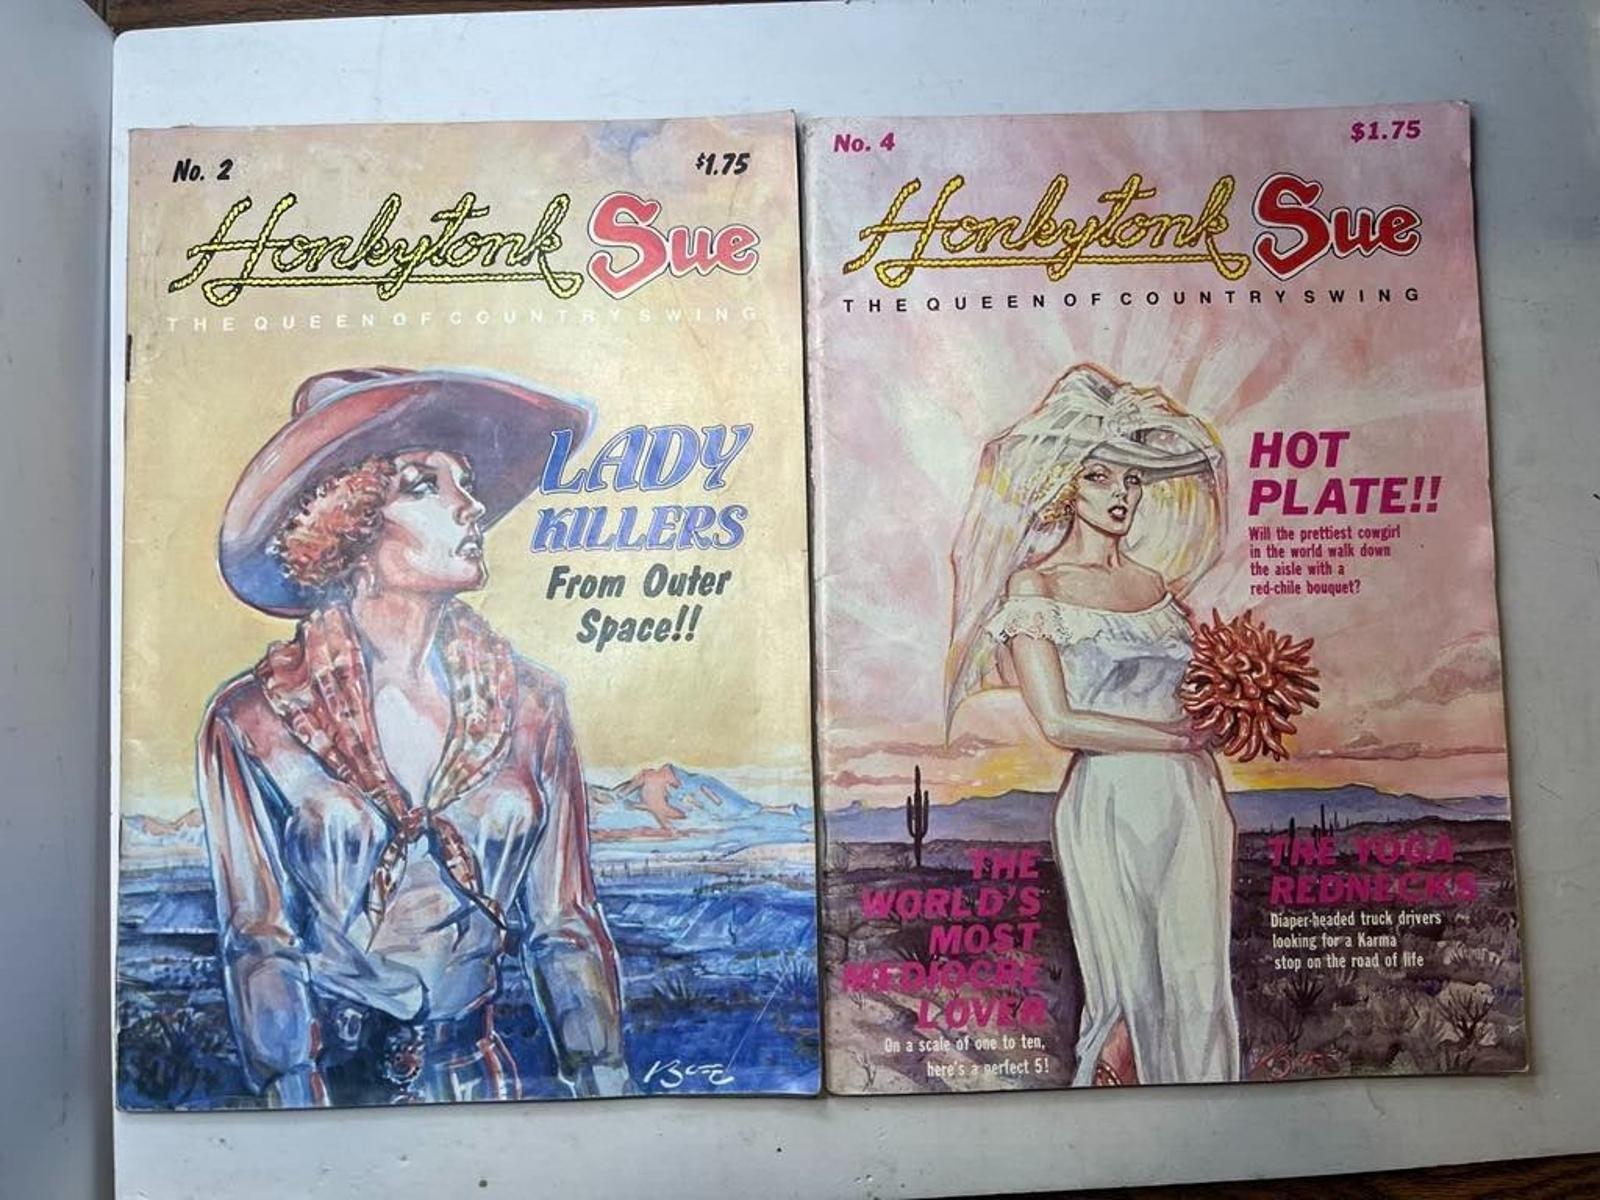 No. 2
$1.75
Honkytonk Sue
THE QUEEN OF COUNTRY SWING
LADY
KILLERS
From Outer
Space!!
No. 4
$1.75
Honkytonk Sue
THE QUEEN OF COUNTRY SWING
HOT
PLATE!!
Will the prettiest cowgirl
in the world walk down
the aisle with a
red-chile bouquet?
THE
WORLD'S
MOST
MEDIOCRE
LOVER
On a scale of one to ten,
here's a perfect 5!
THE YOGA
REDNECKS
Diaper-headed truck drivers
looking for a Karma
stop on the road of life